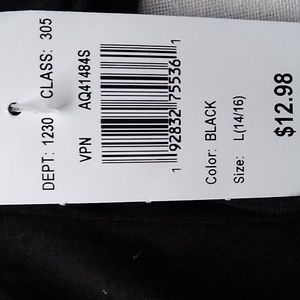 DEPT: 1230 CLASS: 305
VPN AQ41484S
1 92832 75536 1
Color: BLACK
Size: L(14/16)
$12.98